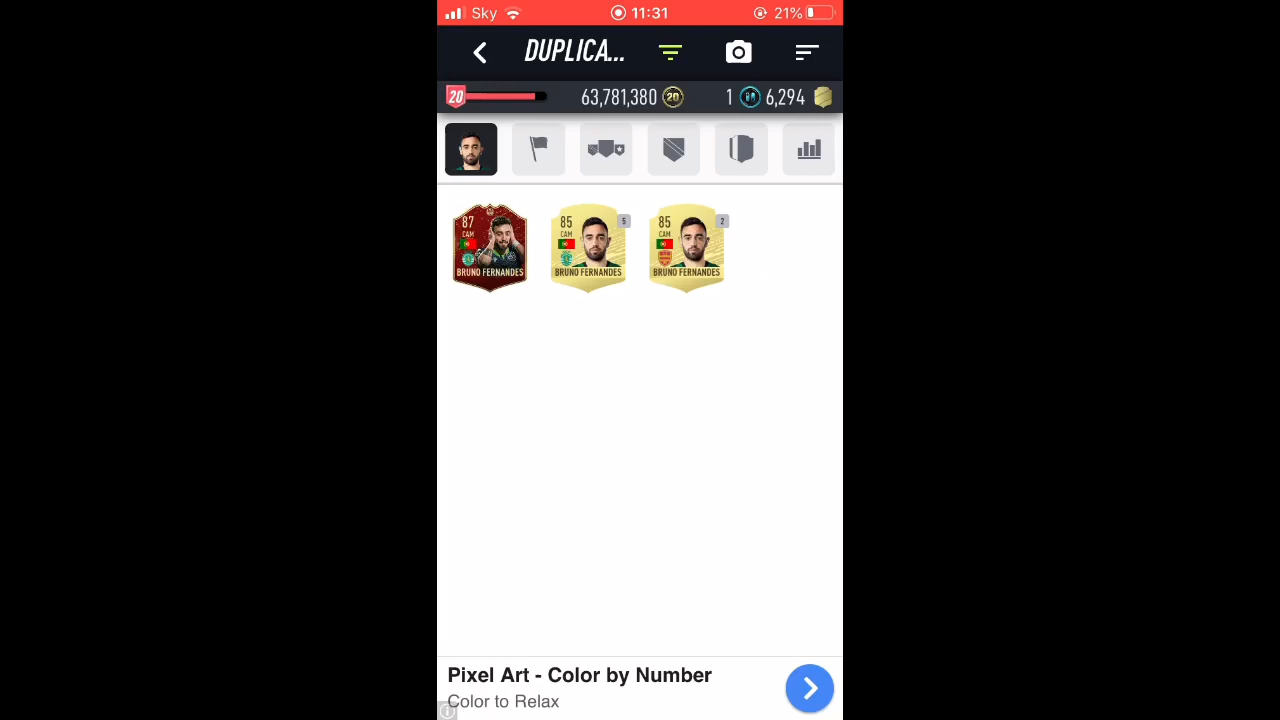 Sky 11:31 21%
DUPLICA...
20 63,781,380 20 1 6,294
87 CAM BRUNO FERNANDES
85 CAM 5 BRUNO FERNANDES
85 CAM 2 BRUNO FERNANDES
Pixel Art - Color by Number
Color to Relax